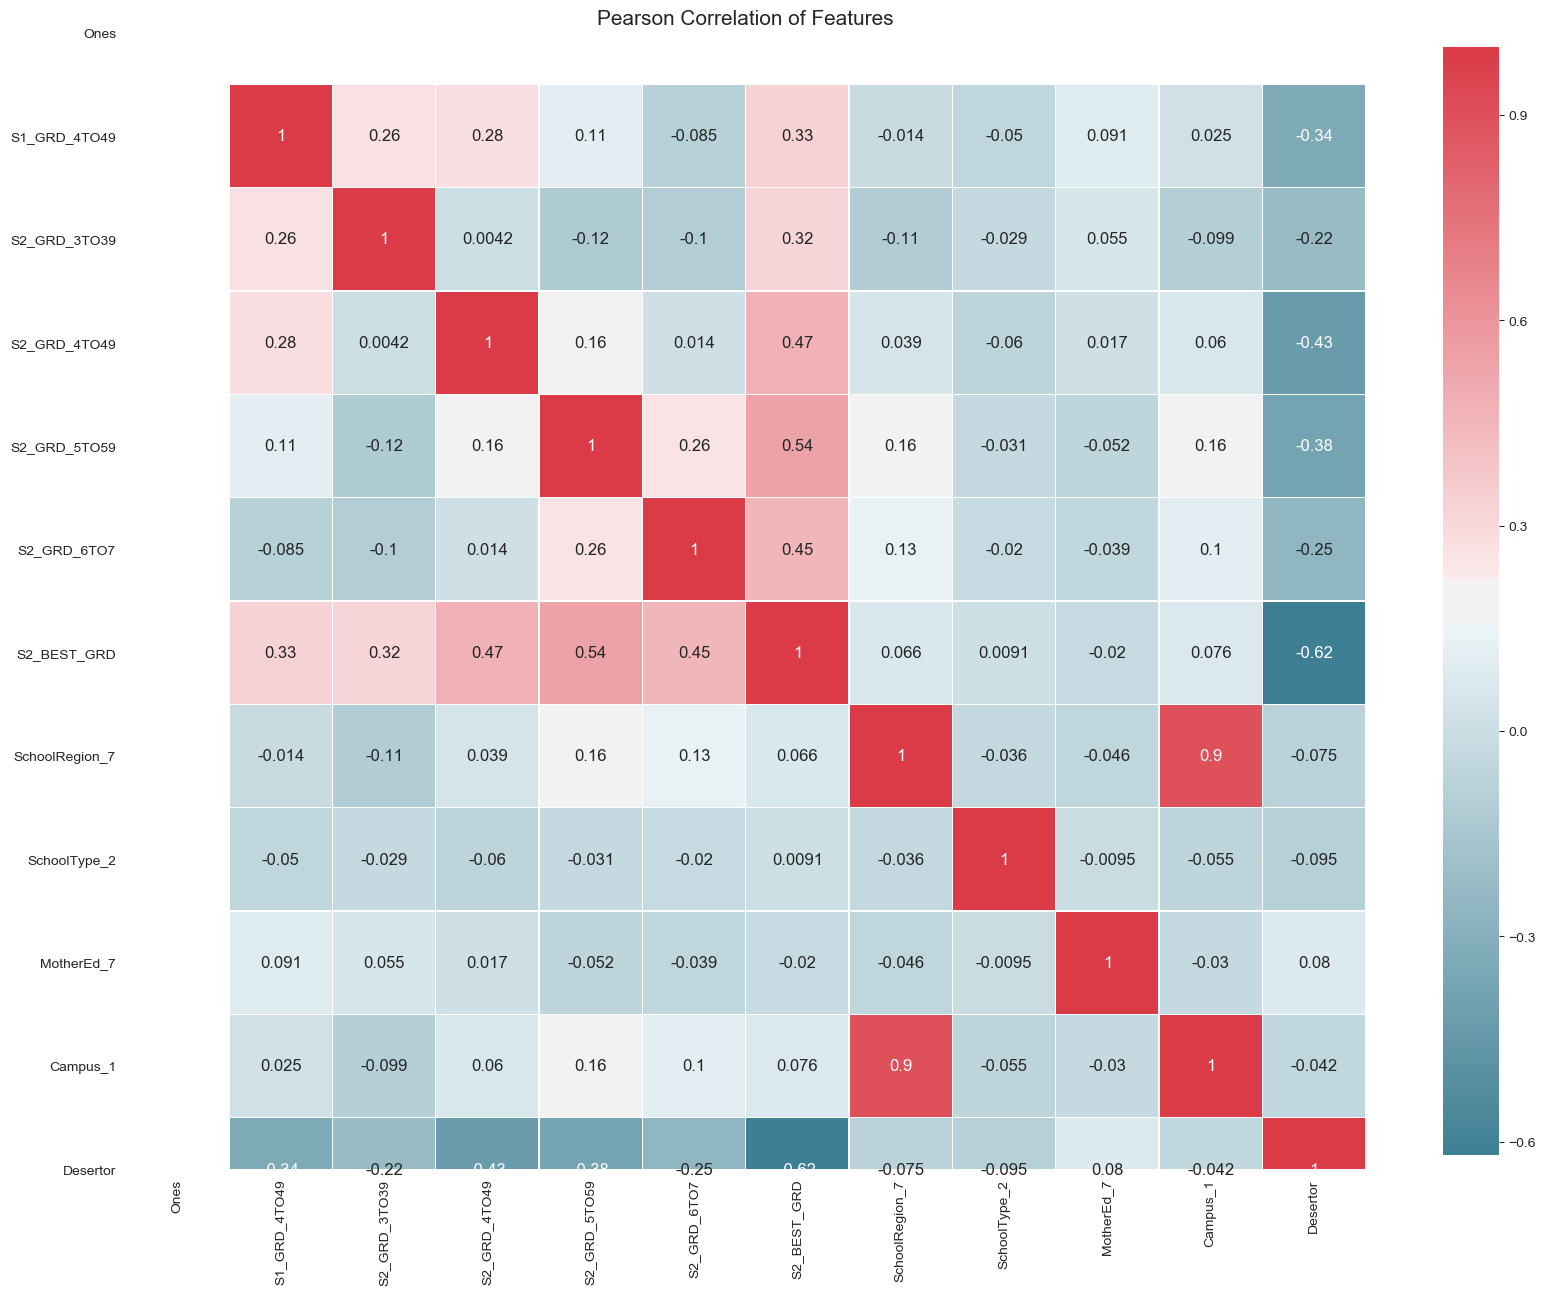 Pearson Correlation of Features
Ones
S1_GRD_4TO49 1 0.26 0.28 0.11 -0.085 0.33 -0.014 -0.05 0.091 0.025 -0.34
S2_GRD_3TO39 0.26 1 0.0042 -0.12 -0.1 0.32 -0.11 -0.029 0.055 -0.099 -0.22
S2_GRD_4TO49 0.28 0.0042 1 0.16 0.014 0.47 0.039 -0.06 0.017 0.06 -0.43
S2_GRD_5TO59 0.11 -0.12 0.16 1 0.26 0.54 0.16 -0.031 -0.052 0.16 -0.38
S2_GRD_6TO7 -0.085 -0.1 0.014 0.26 1 0.45 0.13 -0.02 -0.039 0.1 -0.25
S2_BEST_GRD 0.33 0.32 0.47 0.54 0.45 1 0.066 0.0091 -0.02 0.076 -0.62
SchoolRegion_7 -0.014 -0.11 0.039 0.16 0.13 0.066 1 -0.036 -0.046 0.9 -0.075
SchoolType_2 -0.05 -0.029 -0.06 -0.031 -0.02 0.0091 -0.036 1 -0.0095 -0.055 -0.095
MotherEd_7 0.091 0.055 0.017 -0.052 -0.039 -0.02 -0.046 -0.0095 1 -0.03 0.08
Campus_1 0.025 -0.099 0.06 0.16 0.1 0.076 0.9 -0.055 -0.03 1 -0.042
Desertor -0.34 -0.22 -0.43 -0.38 -0.25 -0.62 -0.075 -0.095 0.08 -0.042 1
Ones
S1_GRD_4TO49
S2_GRD_3TO39
S2_GRD_4TO49
S2_GRD_5TO59
S2_GRD_6TO7
S2_BEST_GRD
SchoolRegion_7
SchoolType_2
MotherEd_7
Campus_1
Desertor
0.9
0.6
0.3
0.0
−0.3
−0.6